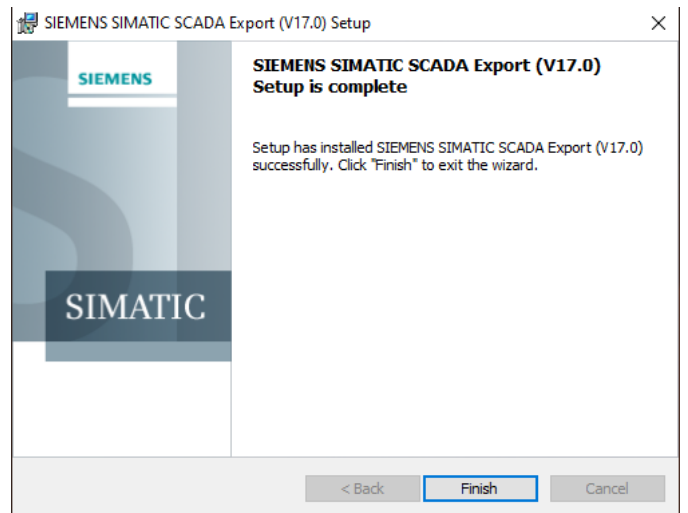 SIEMENS SIMATIC SCADA Export (V17.0) Setup
SIEMENS
SIEMENS SIMATIC SCADA Export (V17.0)
Setup is complete
Setup has installed SIEMENS SIMATIC SCADA Export (V17.0)
successfully. Click "Finish" to exit the wizard.
SIMATIC
< Back
Finish
Cancel